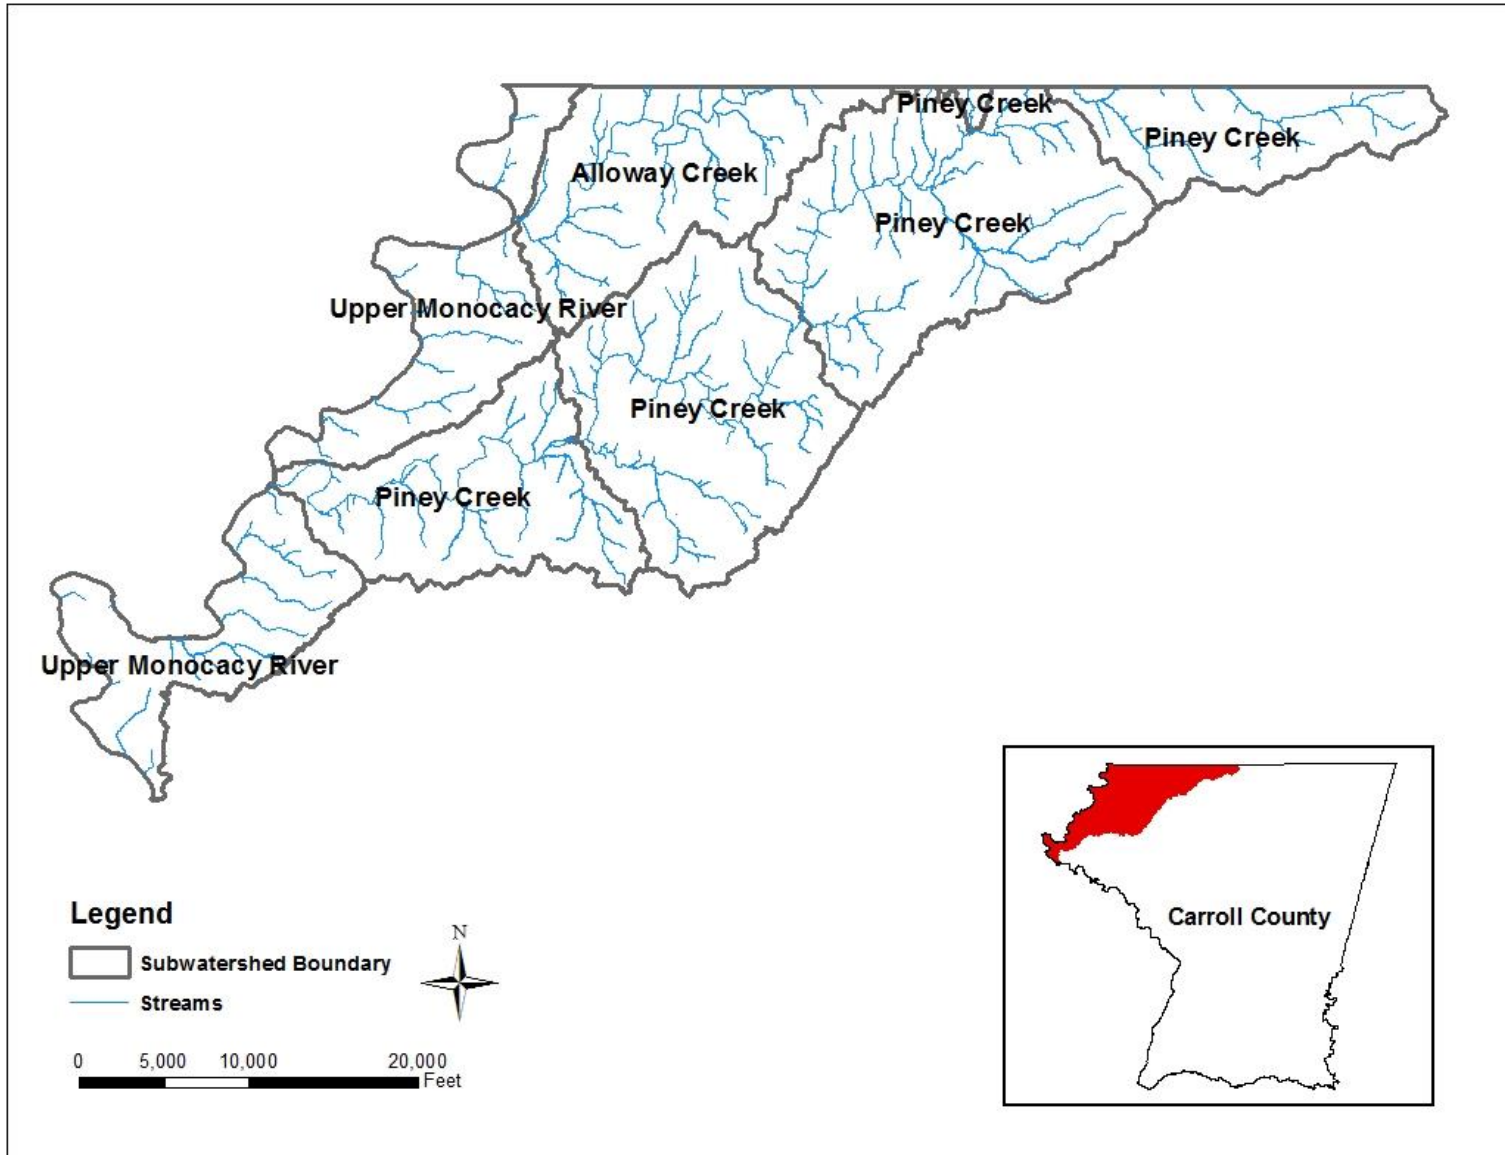 Piney Creek
Piney Creek
Alloway Creek
Piney Creek
Upper Monocacy River
Piney Creek
Piney Creek
Upper Monocacy River
Carroll County
Legend
Subwatershed Boundary
Streams
N
0 5,000 10,000 20,000
Feet